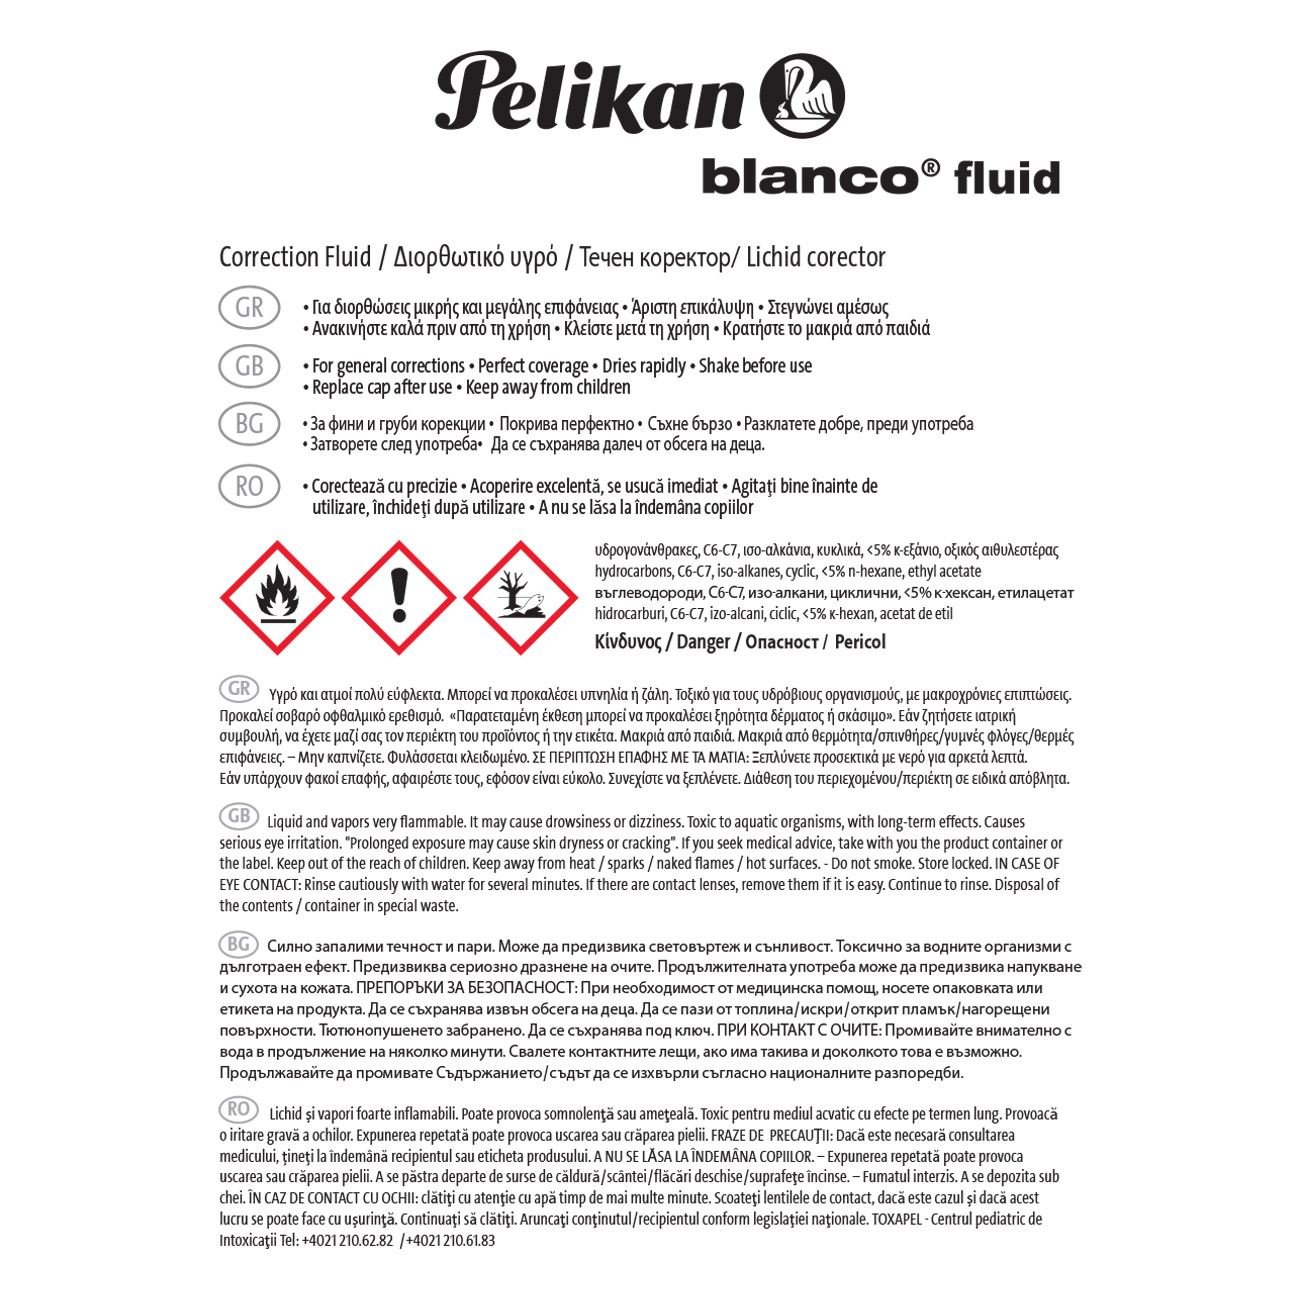 Pelikan
blanco® fluid
Correction Fluid / Διορθωτικό υγρό / Течен коректор/ Lichid corector
GR
• Για διορθώσεις μικρής και μεγάλης επιφάνειας • Άριστη επικάλυψη • Στεγνώνει αμέσως
• Ανακινήστε καλά πριν από τη χρήση • Κλείστε μετά τη χρήση • Κρατήστε το μακριά από παιδιά
GB
• For general corrections • Perfect coverage • Dries rapidly • Shake before use
• Replace cap after use • Keep away from children
BG
• За фини и груби корекции • Покрива перфектно • Съхне бързо • Разклатете добре, преди употреба
• Затворете след употреба• Да се съхранява далеч от обсега на деца.
RO
• Corectează cu precizie • Acoperire excelentă, se usucă imediat • Agitaţi bine înainte de
utilizare, închideţi după utilizare • A nu se lăsa la îndemâna copiilor
υδρογονάνθρακες, C6-C7, ισο-αλκάνια, κυκλικά, <5% κ-εξάνιο, οξικός αιθυλεστέρας
hydrocarbons, C6-C7, iso-alkanes, cyclic, <5% n-hexane, ethyl acetate
въглеводороди, C6-C7, изо-алкани, циклични, <5% к-хексан, етилацетат
hidrocarburi, C6-C7, izo-alcani, ciclic, <5% κ-hexan, acetat de etil
Κίνδυνος / Danger / Опасност / Pericol
GR Υγρό και ατμοί πολύ εύφλεκτα. Μπορεί να προκαλέσει υπνηλία ή ζάλη. Τοξικό για τους υδρόβιους οργανισμούς, με μακροχρόνιες επιπτώσεις.
Προκαλεί σοβαρό οφθαλμικό ερεθισμό. «Παρατεταμένη έκθεση μπορεί να προκαλέσει ξηρότητα δέρματος ή σκάσιμο». Εάν ζητήσετε ιατρική
συμβουλή, να έχετε μαζί σας τον περιέκτη του προϊόντος ή την ετικέτα. Μακριά από παιδιά. Μακριά από θερμότητα/σπινθήρες/γυμνές φλόγες/θερμές
επιφάνειες. – Μην καπνίζετε. Φυλάσσεται κλειδωμένο. ΣΕ ΠΕΡΙΠΤΩΣΗ ΕΠΑΦΗΣ ΜΕ ΤΑ ΜΑΤΙΑ: Ξεπλύνετε προσεκτικά με νερό για αρκετά λεπτά.
Εάν υπάρχουν φακοί επαφής, αφαιρέστε τους, εφόσον είναι εύκολο. Συνεχίστε να ξεπλένετε. Διάθεση του περιεχομένου/περιέκτη σε ειδικά απόβλητα.
GB Liquid and vapors very flammable. It may cause drowsiness or dizziness. Toxic to aquatic organisms, with long-term effects. Causes
serious eye irritation. "Prolonged exposure may cause skin dryness or cracking". If you seek medical advice, take with you the product container or
the label. Keep out of the reach of children. Keep away from heat / sparks / naked flames / hot surfaces. - Do not smoke. Store locked. IN CASE OF
EYE CONTACT: Rinse cautiously with water for several minutes. If there are contact lenses, remove them if it is easy. Continue to rinse. Disposal of
the contents / container in special waste.
BG Силно запалими течност и пари. Може да предизвика световъртеж и сънливост. Токсично за водните организми с
дълготраен ефект. Предизвиква сериозно дразнене на очите. Продължителната употреба може да предизвика напукване
и сухота на кожата. ПРЕПОРЪКИ ЗА БЕЗОПАСНОСТ: При необходимост от медицинска помощ, носете опаковката или
етикета на продукта. Да се съхранява извън обсега на деца. Да се пази от топлина/искри/открит пламък/нагорещени
повърхности. Тютюнопушенето забранено. Да се съхранява под ключ. ПРИ КОНТАКТ С ОЧИТЕ: Промивайте внимателно с
вода в продължение на няколко минути. Свалете контактните лещи, ако има такива и доколкото това е възможно.
Продължавайте да промивате Съдържанието/съдът да се изхвърли съгласно националните разпоредби.
RO Lichid şi vapori foarte inflamabili. Poate provoca somnolenţă sau ameţeală. Toxic pentru mediul acvatic cu efecte pe termen lung. Provoacă
o iritare gravă a ochilor. Expunerea repetată poate provoca uscarea sau crăparea pielii. FRAZE DE PRECAUŢII: Dacă este necesară consultarea
medicului, ţineţi la îndemână recipientul sau eticheta produsului. A NU SE LĂSA LA ÎNDEMÂNA COPIILOR. – Expunerea repetată poate provoca
uscarea sau crăparea pielii. A se păstra departe de surse de căldură/scântei/flăcări deschise/suprafeţe încinse. – Fumatul interzis. A se depozita sub
chei. ÎN CAZ DE CONTACT CU OCHII: clătiţi cu atenţie cu apă timp de mai multe minute. Scoateţi lentilele de contact, dacă este cazul şi dacă acest
lucru se poate face cu uşurinţă. Continuaţi să clătiţi. Aruncaţi conţinutul/recipientul conform legislaţiei naţionale. TOXAPEL - Centrul pediatric de
Intoxicaţii Tel: +4021 210.62.82 /+4021 210.61.83